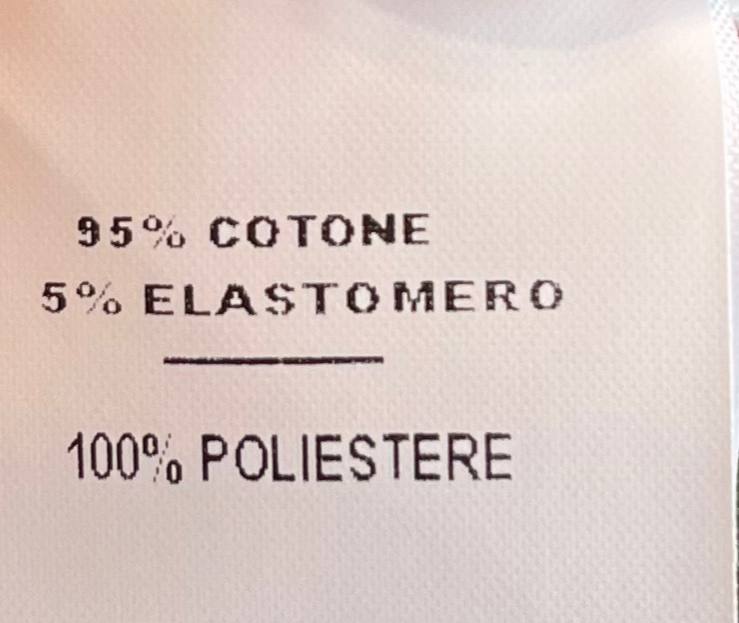 95% COTONE
5% ELASTOMERO
100% POLIESTERE